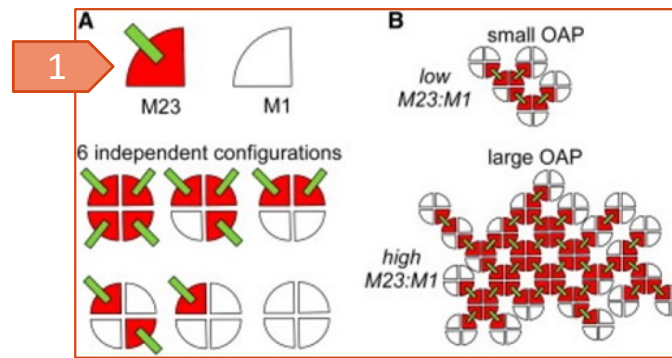 1
A
M23
M1
6 independent configurations
B
small OAP
low
M23:M1
large OAP
high
M23:M1